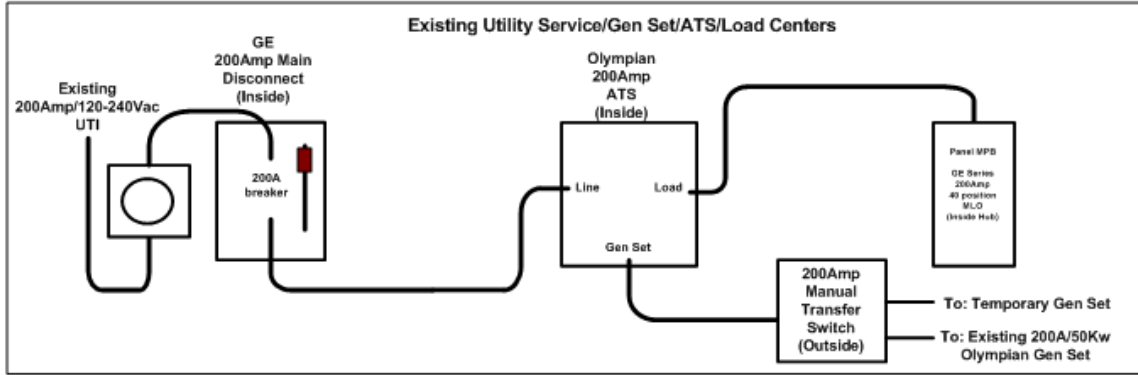 Existing Utility Service/Gen Set/ATS/Load Centers
Existing
200Amp/120-240Vac
UTI
GE
200Amp Main
Disconnect
(Inside)
200A
breaker
Olympian
200Amp
ATS
(Inside)
Line
Load
Gen Set
Panel MPB
GE Series
200Amp
40 position
MLO
(Inside Hub)
200Amp
Manual
Transfer
Switch
(Outside)
To: Temporary Gen Set
To: Existing 200A/50Kw
Olympian Gen Set